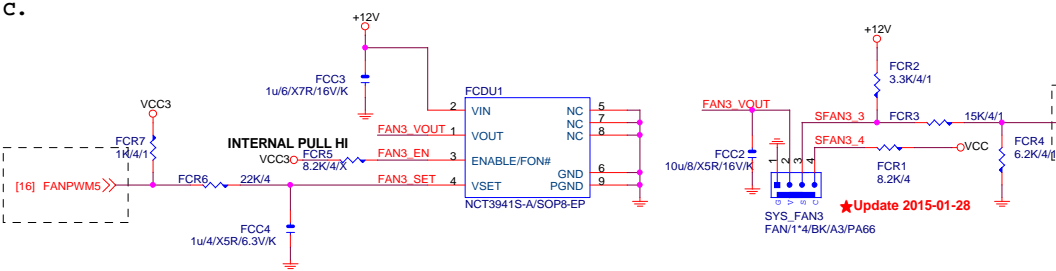 C.
+12V
+12V
FCC3
1u/6/X7R/16V/K
FCR2
3.3K/4/1
VCC3
FCR7
1K/4/1
FCDU1
2 VIN
NC 5
NC 7
NC 8
FAN3_VOUT 1 VOUT
INTERNAL PULL HI
VCC3 FCR5 FAN3_EN 3 ENABLE/FON#
8.2K/4/X
GND 6
PGND 9
[16] FANPWM5
FCR6 22K/4 FAN3_SET 4 VSET
NCT3941S-A/SOP8-EP
FCC4
1u/4/X5R/6.3V/K
FAN3_VOUT
SFAN3_3 FCR3 15K/4/1
SFAN3_4 VCC
FCR4
6.2K/4/1
FCC2
10u/8/X5R/16V/K
FCR1
8.2K/4
1 2 3 4
G V S C
SYS_FAN3
FAN/1*4/BK/A3/PA66
★Update 2015-01-28